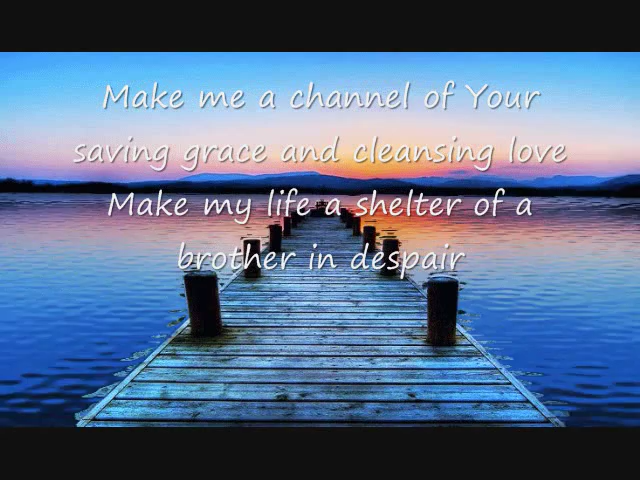 Make me a channel of Your
saving grace and cleansing love
Make my life a shelter of a
brother in despair